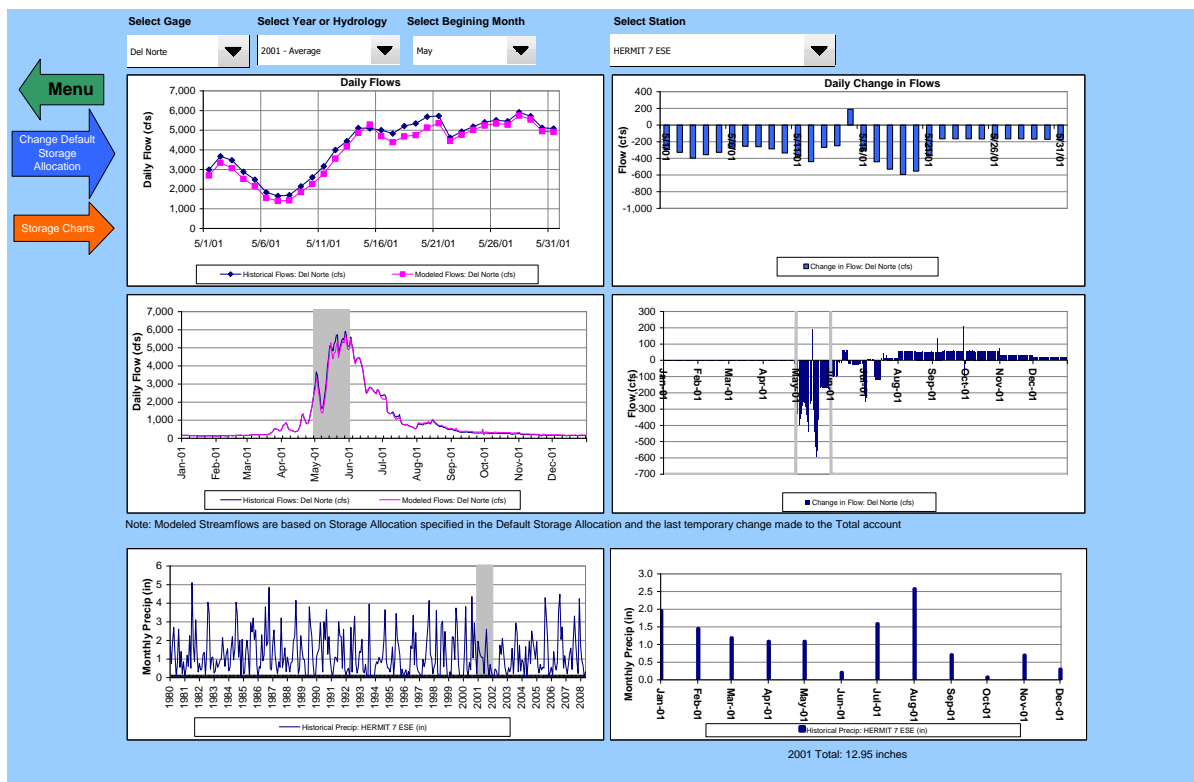 Select Gage
Select Year or Hydrology
Select Begining Month
Select Station
Del Norte
2001 - Average
May
HERMIT 7 ESE
Menu
Change Default
Storage
Allocation
Storage Charts
Daily Flows
Daily Flow (cfs)
7,000
6,000
5,000
4,000
3,000
2,000
1,000
0
5/1/01
5/6/01
5/11/01
5/16/01
5/21/01
5/26/01
5/31/01
Historical Flows: Del Norte (cfs)
Modeled Flows: Del Norte (cfs)
Daily Change in Flows
Flow (cfs)
400
200
0
-200
-400
-600
-800
-1,000
5/1/01
5/6/01
5/11/01
5/16/01
5/21/01
5/26/01
5/31/01
Change in Flow: Del Norte (cfs)
Daily Flow (cfs)
7,000
6,000
5,000
4,000
3,000
2,000
1,000
0
Jan-01
Feb-01
Mar-01
Apr-01
May-01
Jun-01
Jul-01
Aug-01
Sep-01
Oct-01
Nov-01
Dec-01
Historical Flows: Del Norte (cfs)
Modeled Flows: Del Norte (cfs)
Flow (cfs)
300
200
100
0
-100
-200
-300
-400
-500
-600
-700
Jan-01
Feb-01
Mar-01
Apr-01
May-01
Jun-01
Jul-01
Aug-01
Sep-01
Oct-01
Nov-01
Dec-01
Change in Flow: Del Norte (cfs)
Note: Modeled Streamflows are based on Storage Allocation specified in the Default Storage Allocation and the last temporary change made to the Total account
Monthly Precip (in)
6
5
4
3
2
1
0
1980
1981
1982
1983
1984
1985
1986
1987
1988
1989
1990
1991
1992
1993
1994
1995
1996
1997
1998
1999
2000
2001
2002
2003
2004
2005
2006
2007
2008
Historical Precip: HERMIT 7 ESE (in)
Monthly Precip (in)
3.0
2.5
2.0
1.5
1.0
0.5
0.0
Jan-01
Feb-01
Mar-01
Apr-01
May-01
Jun-01
Jul-01
Aug-01
Sep-01
Oct-01
Nov-01
Dec-01
Historical Precip: HERMIT 7 ESE (in)
2001 Total: 12.95 inches